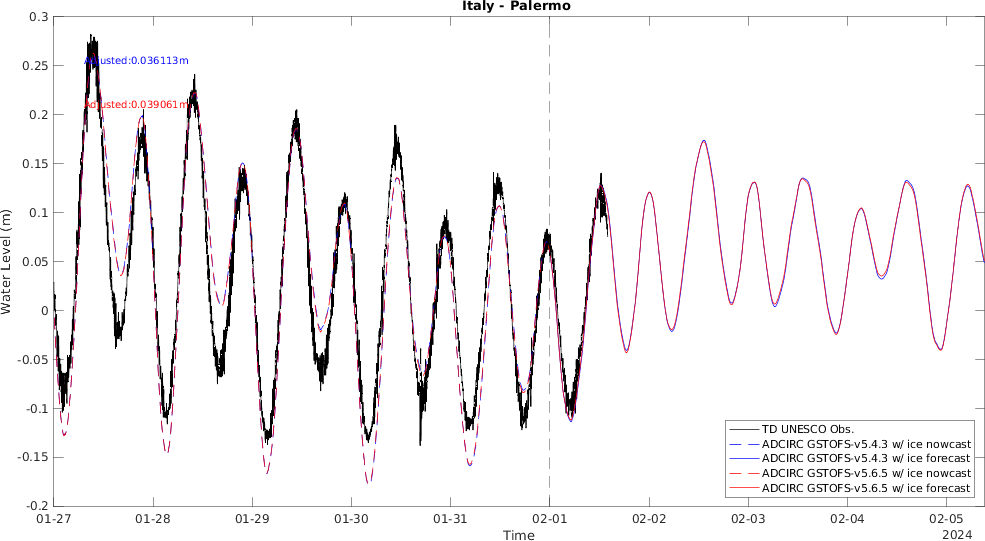 Italy - Palermo
0.3
0.25
0.2
0.15
0.1
0.05
0
-0.05
-0.1
-0.15
-0.2
Water Level (m)
Adjusted:0.036113m
Adjusted:0.039061m
TD UNESCO Obs.
ADCIRC GSTOFS-v5.4.3 w/ ice nowcast
ADCIRC GSTOFS-v5.4.3 w/ ice forecast
ADCIRC GSTOFS-v5.6.5 w/ ice nowcast
ADCIRC GSTOFS-v5.6.5 w/ ice forecast
01-27 01-28 01-29 01-30 01-31 02-01 02-02 02-03 02-04 02-05
Time
2024